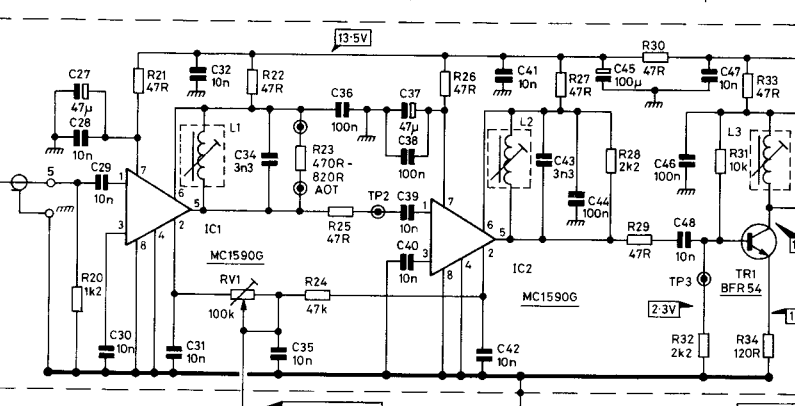 13·5V
C27
47µ
C28
10n
R21
47R
C32
10n
R22
47R
C36
100n
C37
47µ
C38
100n
R26
47R
C41
10n
R27
47R
C45
100µ
R30
47R
C47
10n
R33
47R
L1
C34
3n3
R23
470R-
820R
AOT
L2
C43
3n3
C44
100n
R28
2k2
C46
100n
R31
10k
L3
5
C29
10n
1
7
6
5
3
8
4
2
IC1
MC1590G
R25
47R
TP2
C39
10n
C40
10n
1
7
6
5
3
8
4
2
IC2
MC1590G
R29
47R
C48
10n
TP3
TR1
BFR54
2·3V
1
1
R20
1k2
C30
10n
C31
10n
RV1
100k
R24
47k
C35
10n
C42
10n
R32
2k2
R34
120R